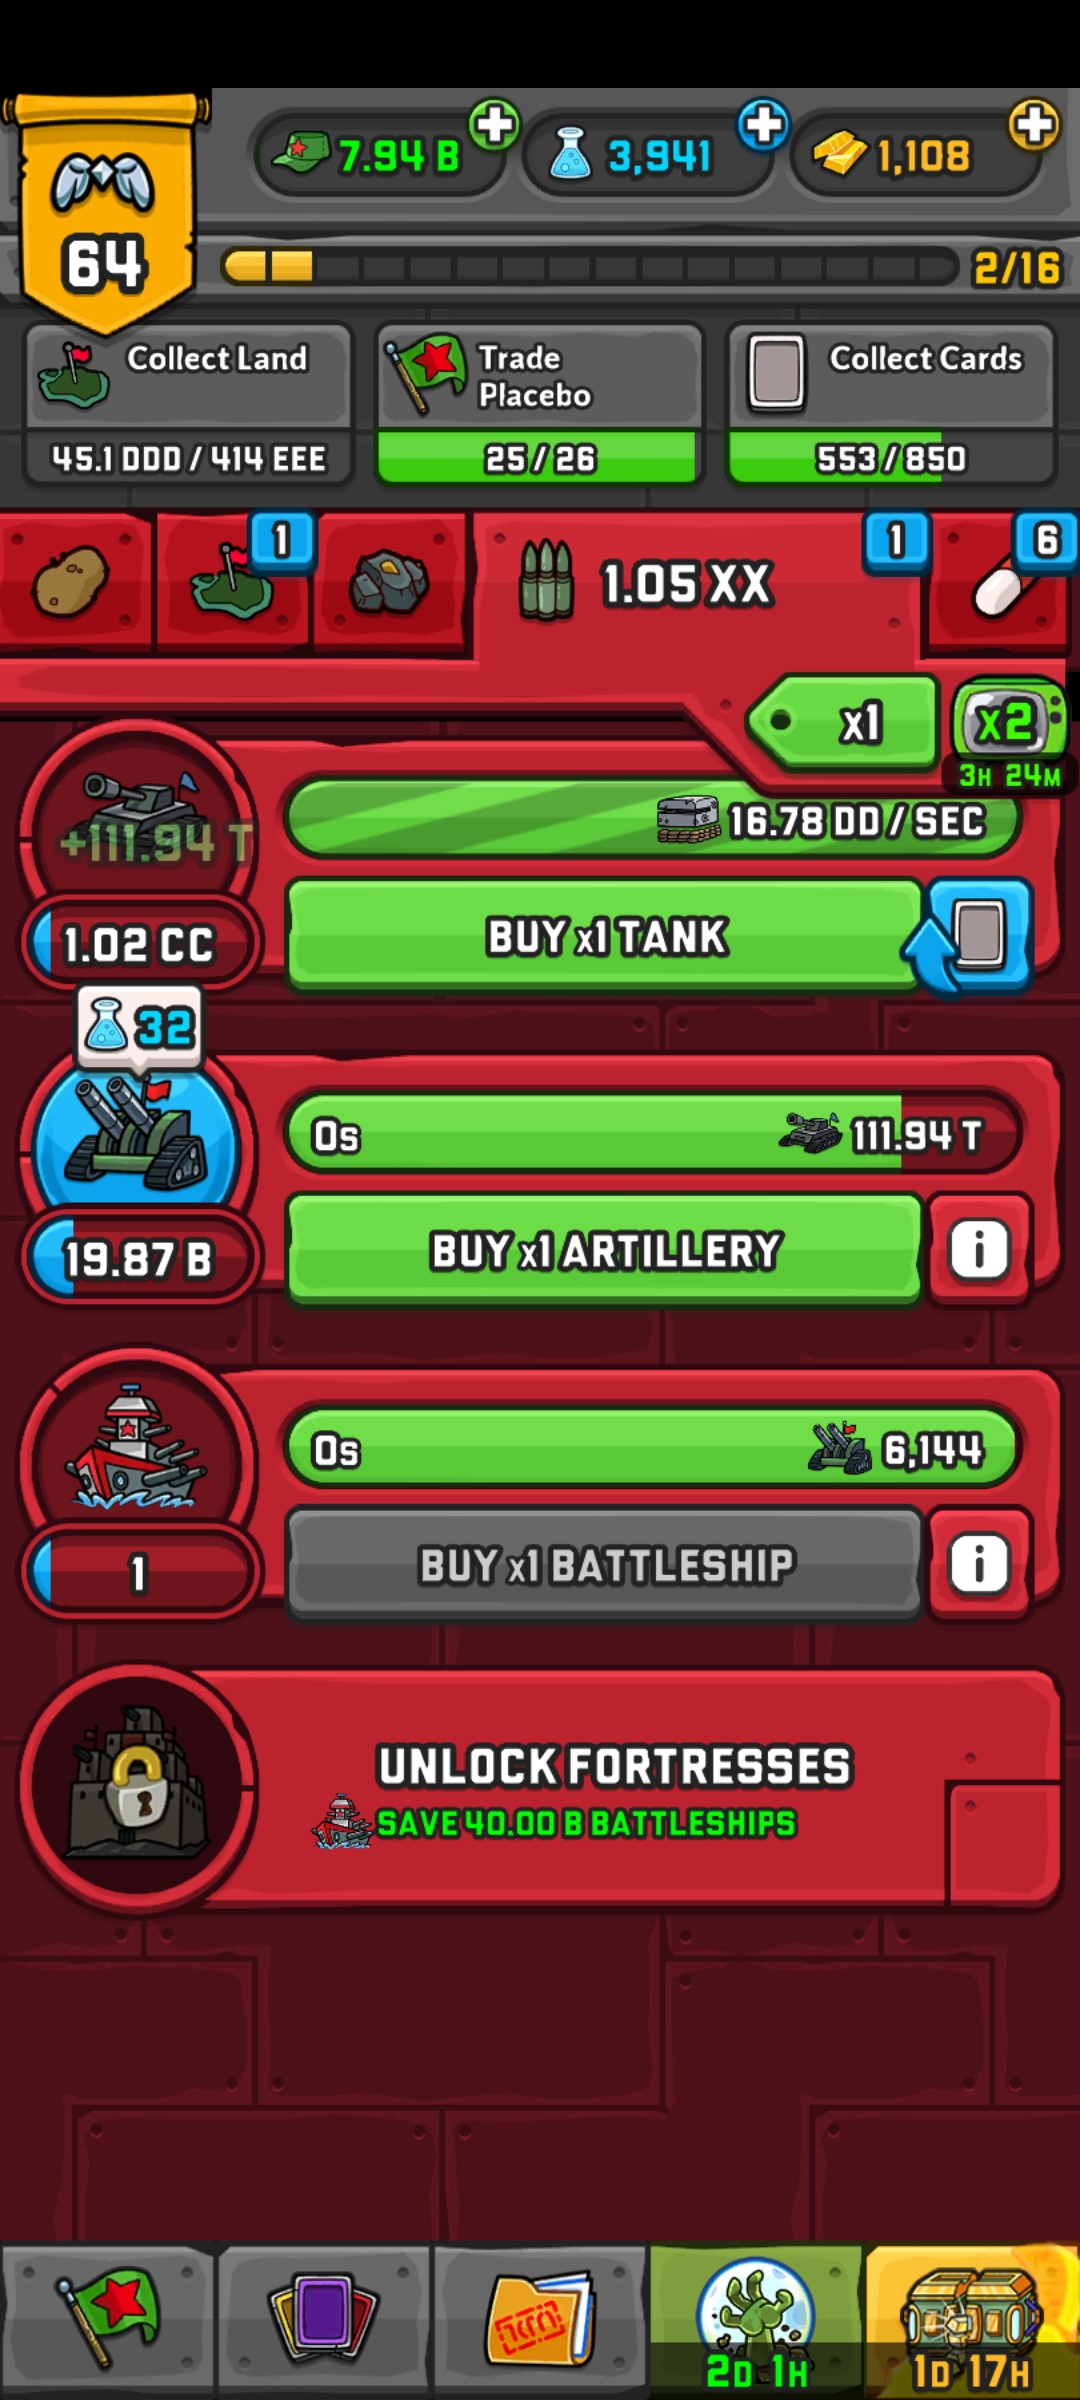 64
7.94 B
3,941
1,108
2/16
Collect Land
45.1 DDD / 414 EEE
Trade
Placebo
25 / 26
Collect Cards
553 / 850
1
1.05 XX
1
6
x1
x2
3H 24M
+111.94 T
16.78 DD / SEC
1.02 CC
BUY x1 TANK
32
0s
111.94 T
19.87 B
BUY x1 ARTILLERY
i
0s
6,144
1
BUY x1 BATTLESHIP
i
UNLOCK FORTRESSES
SAVE 40.00 B BATTLESHIPS
2D 1H
1D 17H